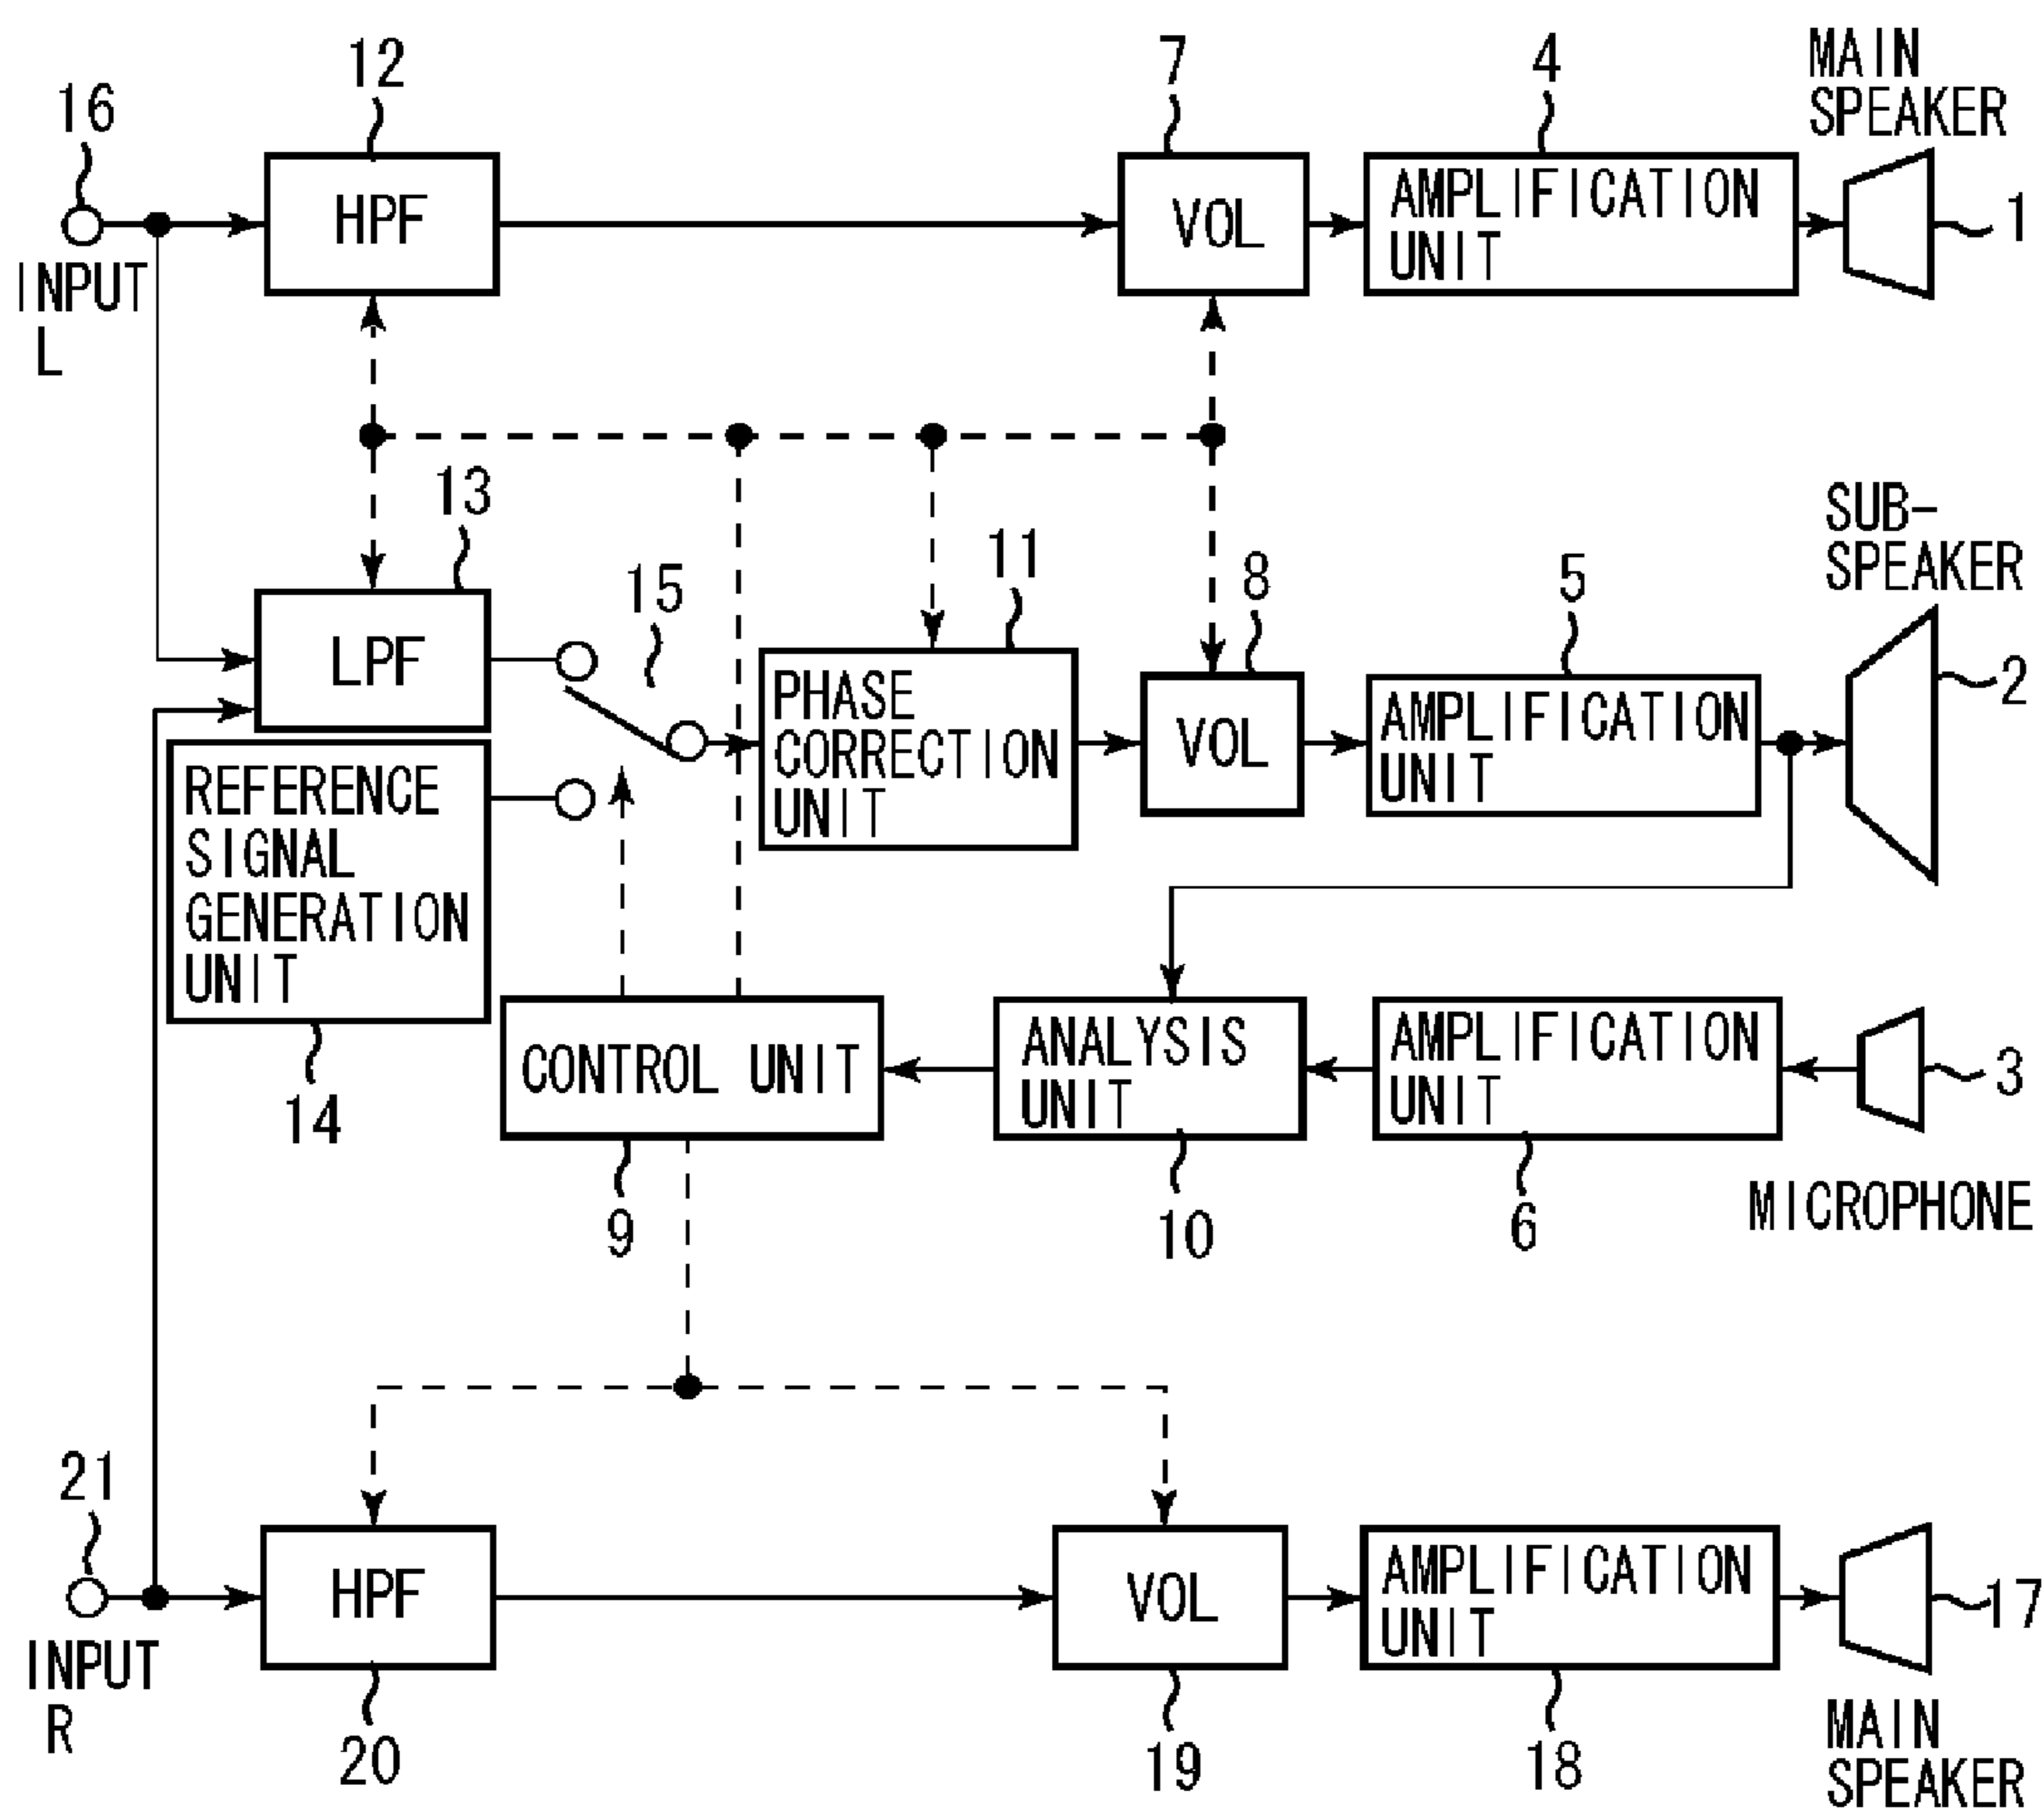 12
7
4
MAIN
SPEAKER
16
HPF
VOL
AMPLIFICATION
UNIT
1
INPUT
L
13
15
11
8
5
SUB-
SPEAKER
LPF
PHASE
CORRECTION
UNIT
VOL
AMPLIFICATION
UNIT
2
REFERENCE
SIGNAL
GENERATION
UNIT
14
CONTROL UNIT
9
ANALYSIS
UNIT
10
AMPLIFICATION
UNIT
6
3
MICROPHONE
21
INPUT
R
HPF
20
VOL
19
AMPLIFICATION
UNIT
18
17
MAIN
SPEAKER